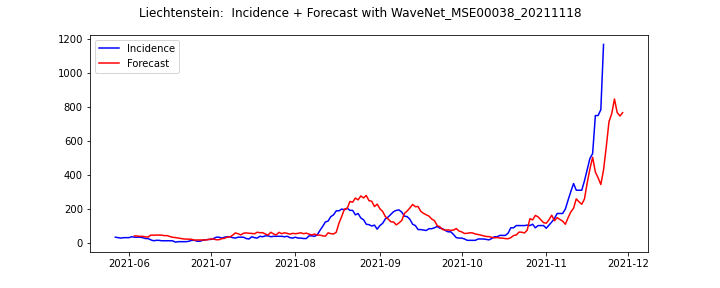 Liechtenstein:  Incidence + Forecast with WaveNet_MSE00038_20211118
Incidence
Forecast
1200
1000
800
600
400
200
0
2021-06 2021-07 2021-08 2021-09 2021-10 2021-11 2021-12